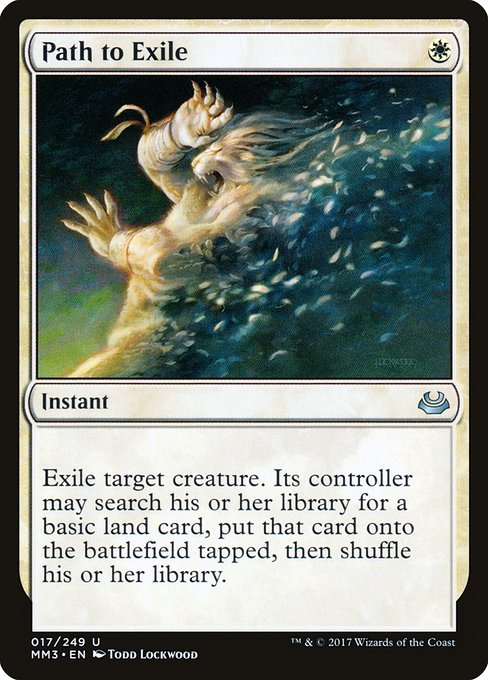 Path to Exile
LOCKWOOD
Instant
Exile target creature. Its controller
may search his or her library for a
basic land card, put that card onto
the battlefield tapped, then shuffle
his or her library.
017/249 U
MM3 • EN Todd Lockwood
™ & © 2017 Wizards of the Coast